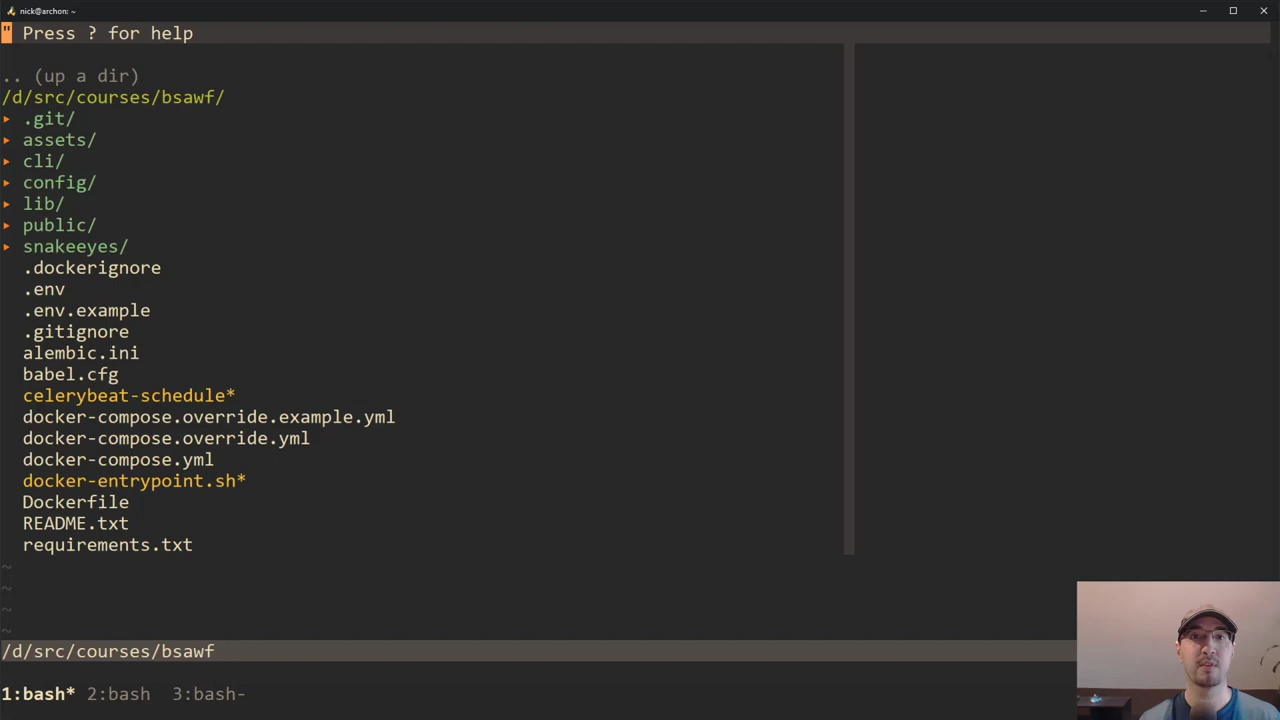 nick@archon: ~
" Press ? for help
.. (up a dir)
/d/src/courses/bsawf/
▸ .git/
▸ assets/
▸ cli/
▸ config/
▸ lib/
▸ public/
▸ snakeeyes/
.dockerignore
.env
.env.example
.gitignore
alembic.ini
babel.cfg
celerybeat-schedule*
docker-compose.override.example.yml
docker-compose.override.yml
docker-compose.yml
docker-entrypoint.sh*
Dockerfile
README.txt
requirements.txt
~
~
~
~
/d/src/courses/bsawf
1:bash* 2:bash 3:bash-